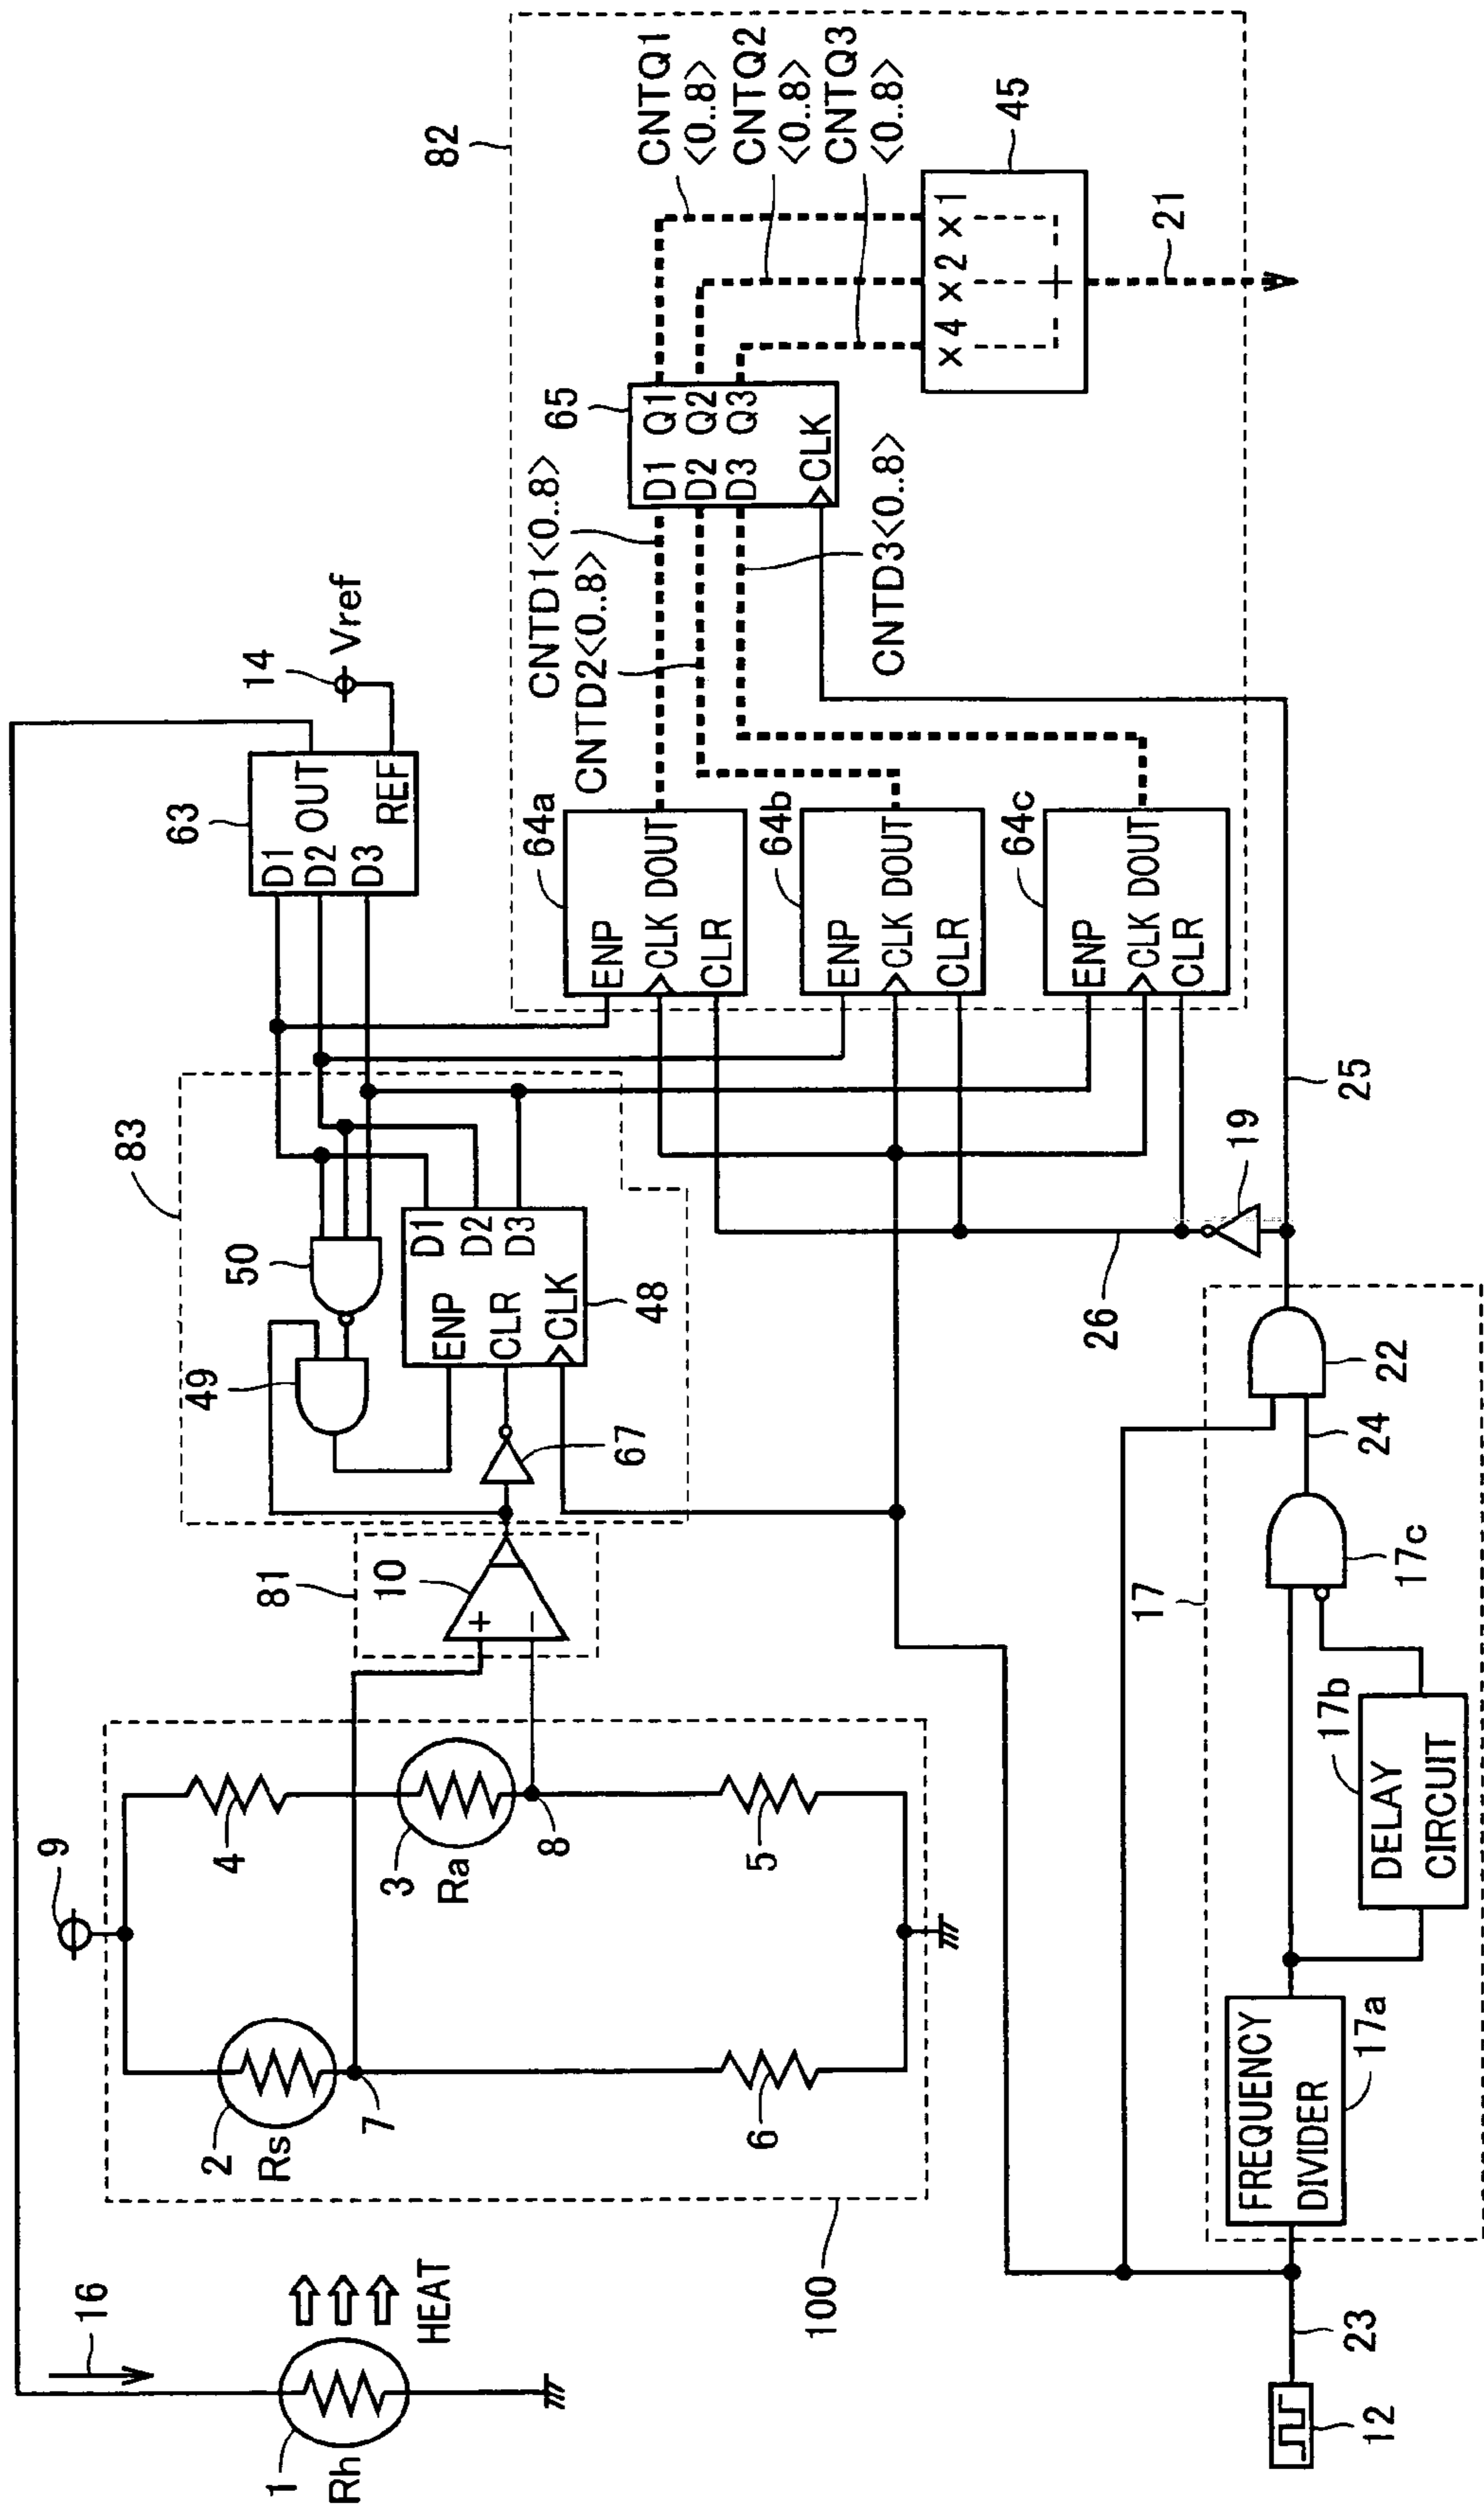 16
1
Rh
HEAT
9
2
Rs
7
6
4
3
Ra
8
5
100
81
10
+
−
83
49
50
67
D1
D2
D3
ENP
CLR
CLK
48
63
D1
D2
D3
OUT
REF
14
Vref
82
64a
ENP
CLK DOUT
CLR
64b
ENP
CLK DOUT
CLR
64c
ENP
CLK DOUT
CLR
CNTD1<0..8>
CNTD2<0..8>
CNTD3<0..8>
65
D1 Q1
D2 Q2
D3 Q3
CLK
CNTQ1
<0..8>
CNTQ2
<0..8>
CNTQ3
<0..8>
45
x4 x2 x1
+
21
12
23
17
FREQUENCY
DIVIDER
17a
DELAY
CIRCUIT
17b
17c
24
22
26
19
25